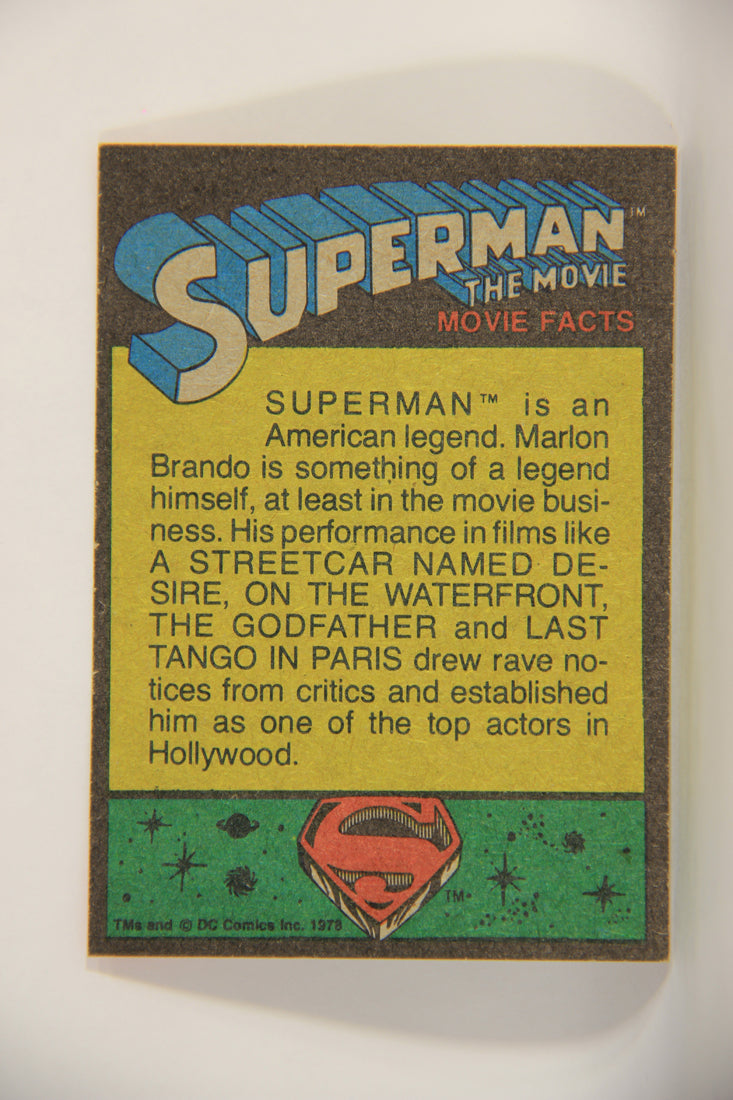 SUPERMAN™
THE MOVIE
MOVIE FACTS
SUPERMAN™ is an
American legend. Marlon
Brando is something of a legend
himself, at least in the movie busi-
ness. His performance in films like
A STREETCAR NAMED DE-
SIRE, ON THE WATERFRONT,
THE GODFATHER and LAST
TANGO IN PARIS drew rave no-
tices from critics and established
him as one of the top actors in
Hollywood.
S
TM
TMs and © DC Comics Inc. 1978